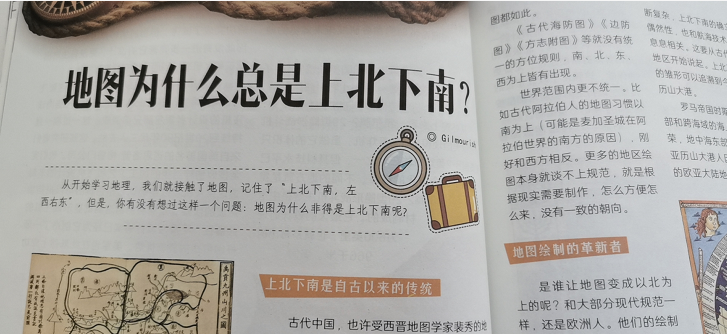 地图为什么总是上北下南?
◎ Gilmouri
从开始学习地理，我们就接触了地图，记住了“上北下南，左
西右东”，但是，你有没有想过这样一个问题：地图为什么非得是上北下南呢?
上北下南是自古以来的传统
古代中国，也许受西晋地图学家裴秀的地
图都如此。
《古代海防图》《边防
图》《方志附图》等就没有统
一的方位规则，南、北、东、
西为上皆有出现。
世界范围内更不统一。比
如古代阿拉伯人的地图习惯以
南为上（可能是麦加圣城在阿
拉伯世界的南方的原因），刚
好和西方相反。更多的地区绘
图本身就谈不上规范，就是根
据现实需要制作，怎么方便怎
么来，没有一致的朝向。
地图绘制的革新者
是谁让地图变成以北为
上的呢？和大部分现代规范一
样，还是欧洲人。他们的绘制
断复杂，上北下南的
偶然性，也和航海技术
息息相关。这要从古代
地区开始说起，上北
的雏形可以追溯到
历山大港。
罗马帝国时期
部和跨海域的海
荣，地中海东部
亚历山大港人
的欧亚大陆地